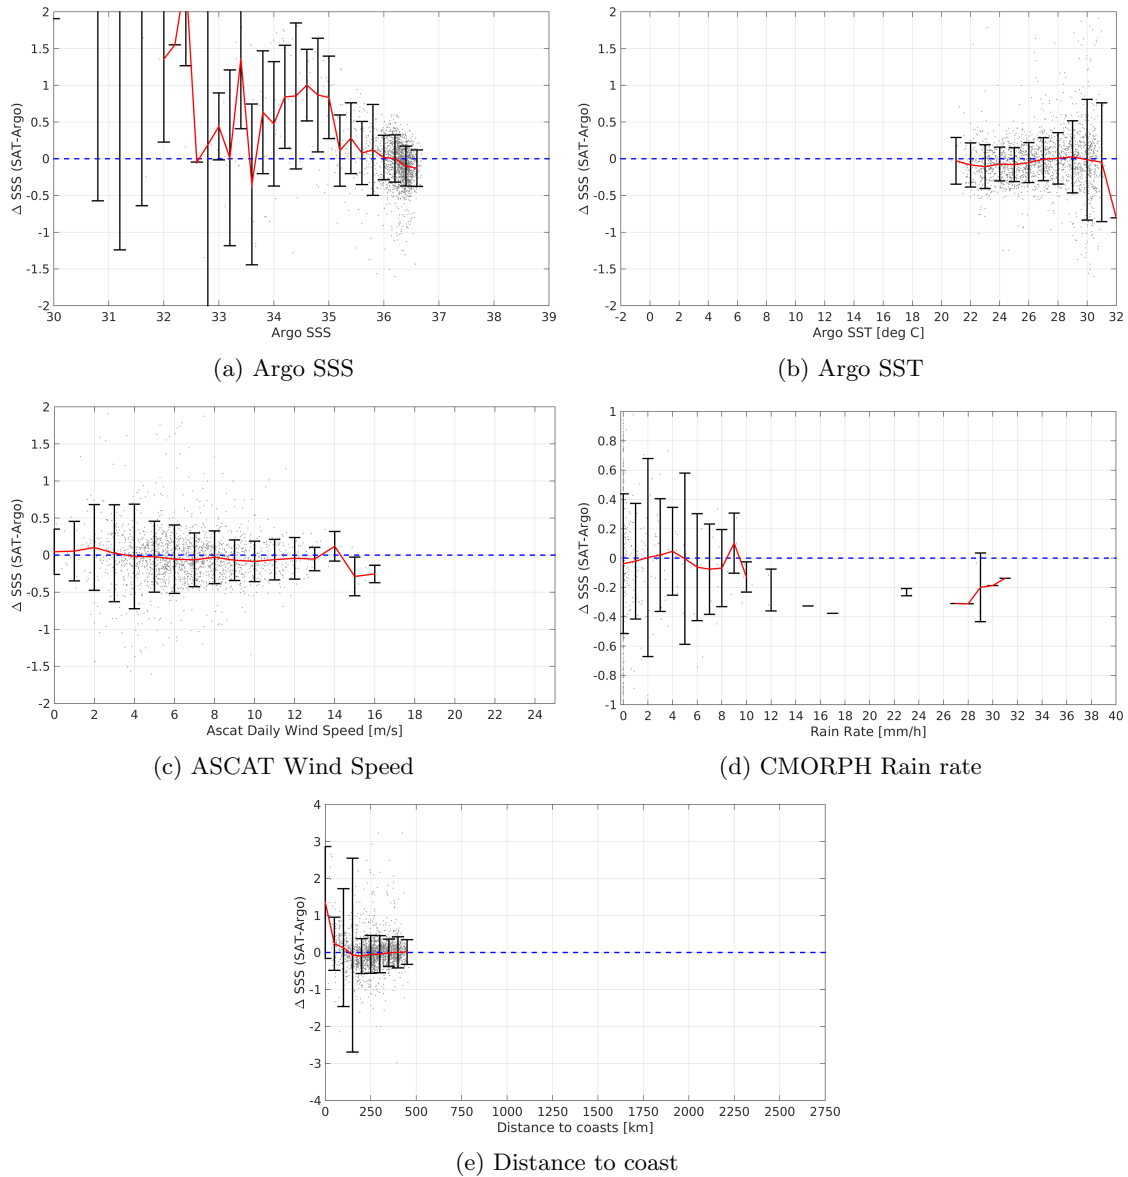 2
1.5
1
0.5
0
-0.5
-1
-1.5
-2
Δ SSS (SAT-Argo)
30 31 32 33 34 35 36 37 38 39
Argo SSS
(a) Argo SSS
2
1.5
1
0.5
0
-0.5
-1
-1.5
-2
Δ SSS (SAT-Argo)
-2 0 2 4 6 8 10 12 14 16 18 20 22 24 26 28 30 32
Argo SST [deg C]
(b) Argo SST
2
1.5
1
0.5
0
-0.5
-1
-1.5
-2
Δ SSS (SAT-Argo)
0 2 4 6 8 10 12 14 16 18 20 22 24
Ascat Daily Wind Speed [m/s]
(c) ASCAT Wind Speed
1
0.8
0.6
0.4
0.2
0
-0.2
-0.4
-0.6
-0.8
-1
Δ SSS (SAT-Argo)
0 2 4 6 8 10 12 14 16 18 20 22 24 26 28 30 32 34 36 38 40
Rain Rate [mm/h]
(d) CMORPH Rain rate
4
3
2
1
0
-1
-2
-3
-4
Δ SSS (SAT-Argo)
0 250 500 750 1000 1250 1500 1750 2000 2250 2500 2750
Distance to coasts [km]
(e) Distance to coast